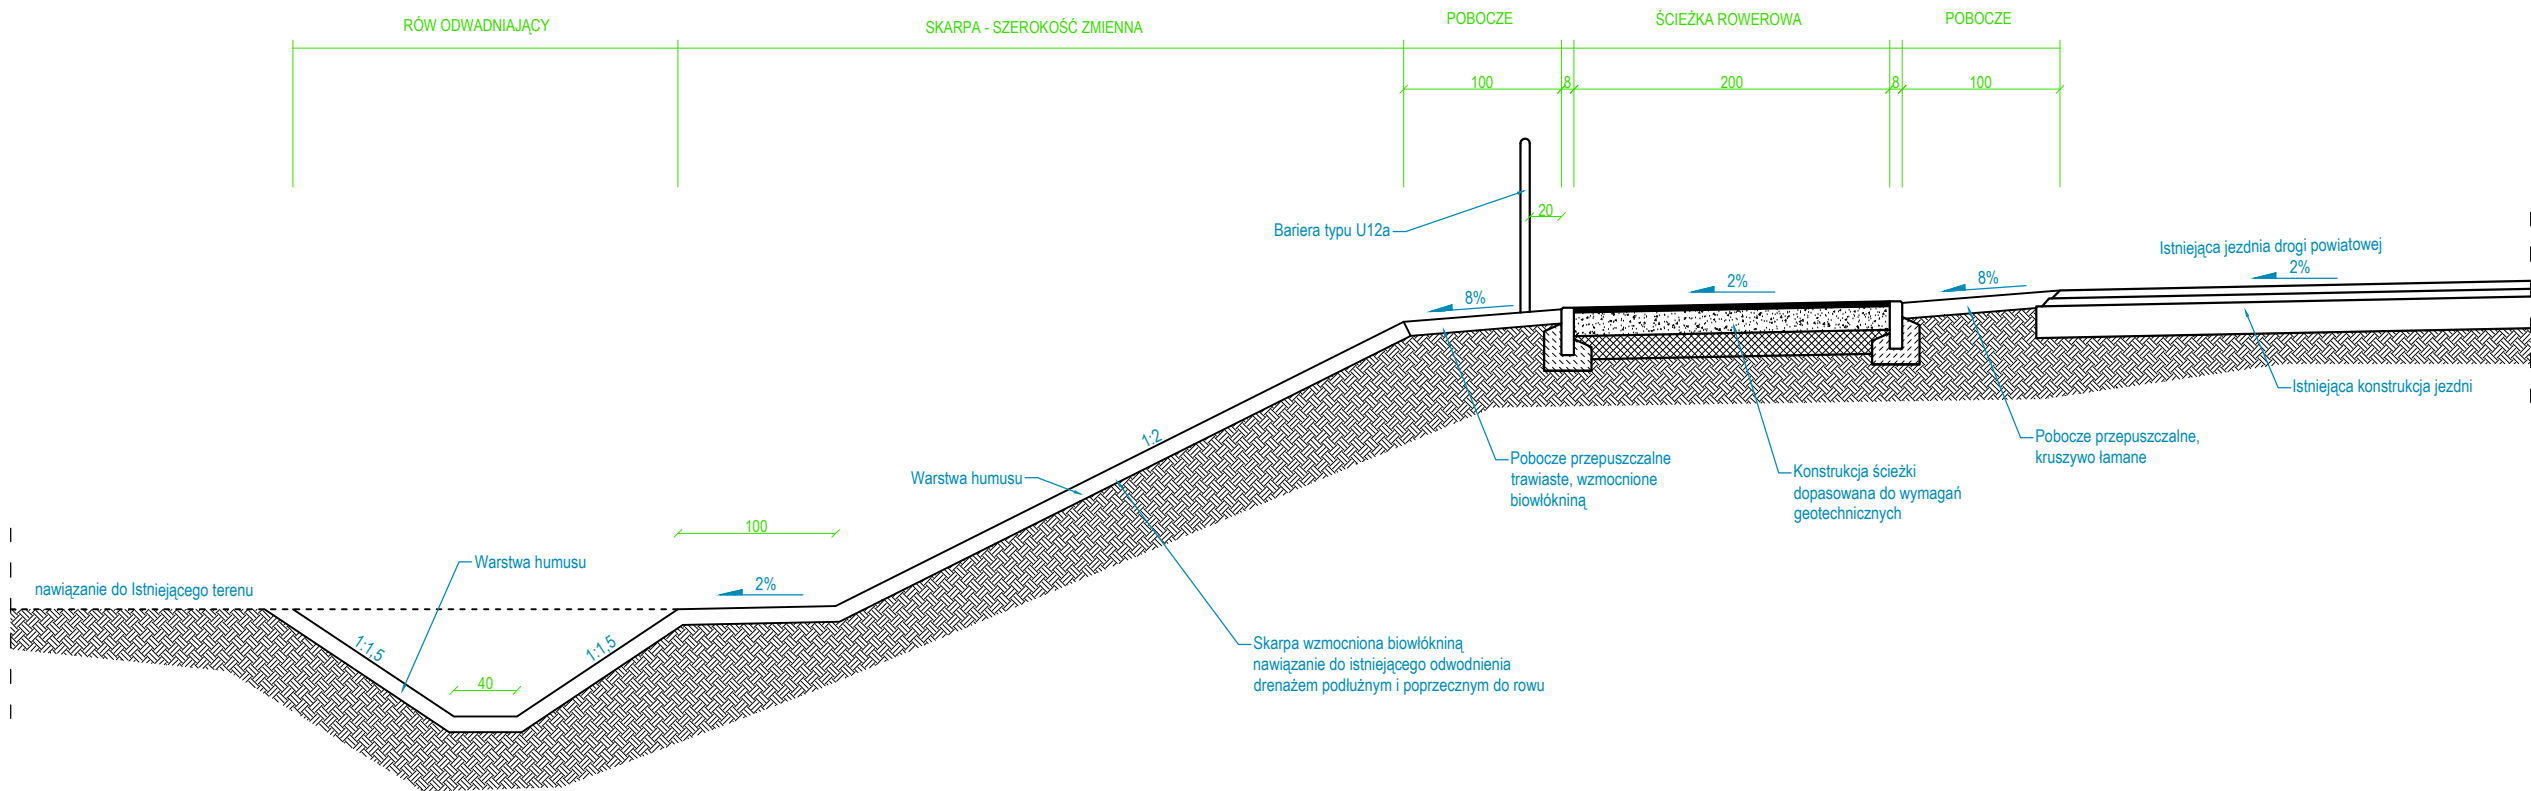 RÓW ODWADNIAJĄCY
SKARPA - SZEROKOŚĆ ZMIENNA
POBOCZE
ŚCIEŻKA ROWEROWA
POBOCZE
100
8
200
8
100
20
Bariera typu U12a
Istniejąca jezdnia drogi powiatowej
8%
2%
8%
2%
Istniejąca konstrukcja jezdni
1:2
Pobocze przepuszczalne,
kruszywo łamane
Pobocze przepuszczalne
trawiaste, wzmocnione
biowłókniną
Konstrukcja ścieżki
dopasowana do wymagań
geotechnicznych
Warstwa humusu
100
Warstwa humusu
nawiązanie do Istniejącego terenu
2%
1:1,5
1:1,5
40
Skarpa wzmocniona biowłókniną
nawiązanie do istniejącego odwodnienia
drenażem podłużnym i poprzecznym do rowu